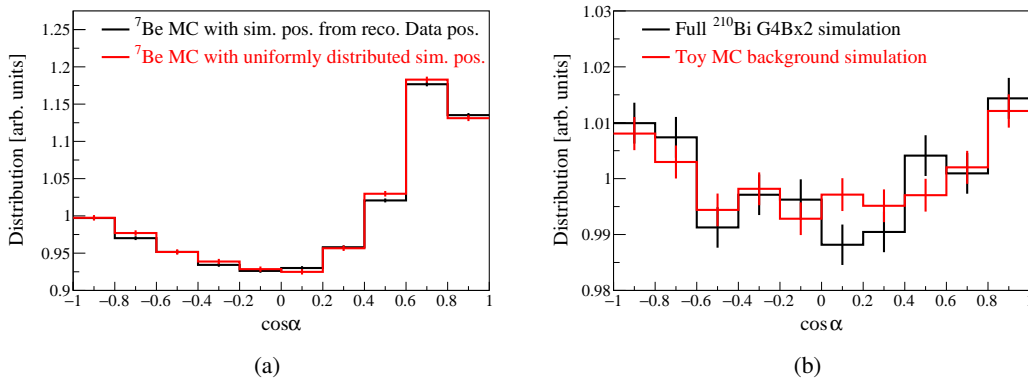 ⁷Be MC with sim. pos. from reco. Data pos.
⁷Be MC with uniformly distributed sim. pos.
Distribution [arb. units]
1.25
1.2
1.15
1.1
1.05
1
0.95
0.9
−1 −0.8 −0.6 −0.4 −0.2 0 0.2 0.4 0.6 0.8 1
cosα
(a)
Full ²¹⁰Bi G4Bx2 simulation
Toy MC background simulation
Distribution [arb. units]
1.03
1.02
1.01
1
0.99
0.98
−1 −0.8 −0.6 −0.4 −0.2 0 0.2 0.4 0.6 0.8 1
cosα
(b)